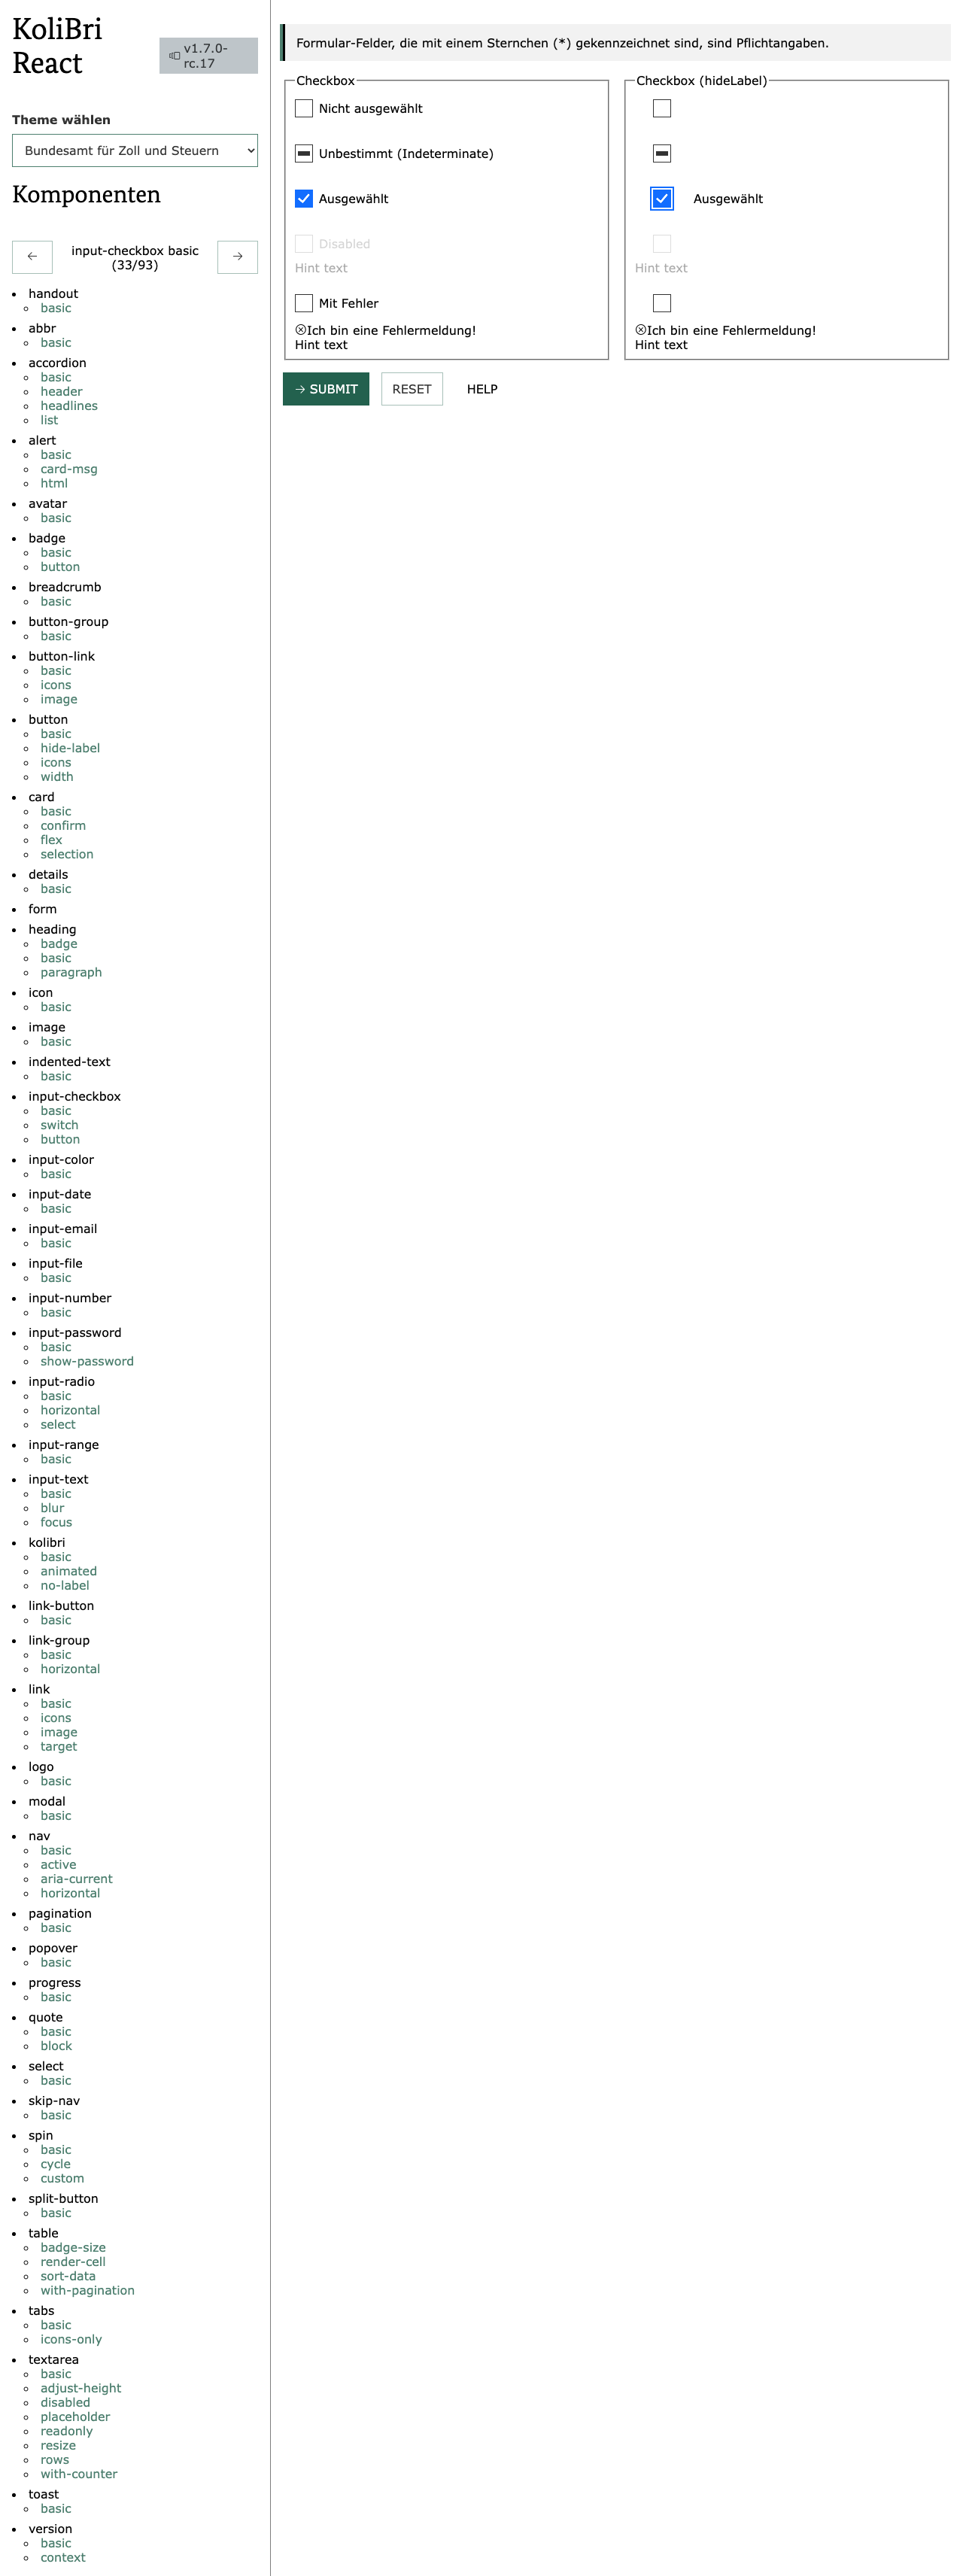 KoliBri
React
v1.7.0-
rc.17
Theme wählen
Bundesamt für Zoll und Steuern
Komponenten
←
input-checkbox basic
(33/93)
→
handout
basic
abbr
basic
accordion
basic
header
headlines
list
alert
basic
card-msg
html
avatar
basic
badge
basic
button
breadcrumb
basic
button-group
basic
button-link
basic
icons
image
button
basic
hide-label
icons
width
card
basic
confirm
flex
selection
details
basic
form
heading
badge
basic
paragraph
icon
basic
image
basic
indented-text
basic
input-checkbox
basic
switch
button
input-color
basic
input-date
basic
input-email
basic
input-file
basic
input-number
basic
input-password
basic
show-password
input-radio
basic
horizontal
select
input-range
basic
input-text
basic
blur
focus
kolibri
basic
animated
no-label
link-button
basic
link-group
basic
horizontal
link
basic
icons
image
target
logo
basic
modal
basic
nav
basic
active
aria-current
horizontal
pagination
basic
popover
basic
progress
basic
quote
basic
block
select
basic
skip-nav
basic
spin
basic
cycle
custom
split-button
basic
table
badge-size
render-cell
sort-data
with-pagination
tabs
basic
icons-only
textarea
basic
adjust-height
disabled
placeholder
readonly
resize
rows
with-counter
toast
basic
version
basic
context
Formular-Felder, die mit einem Sternchen (*) gekennzeichnet sind, sind Pflichtangaben.
Checkbox
Nicht ausgewählt
Unbestimmt (Indeterminate)
Ausgewählt
Disabled
Hint text
Mit Fehler
Ich bin eine Fehlermeldung!
Hint text
Checkbox (hideLabel)
Ausgewählt
Hint text
Ich bin eine Fehlermeldung!
Hint text
→ SUBMIT
RESET
HELP